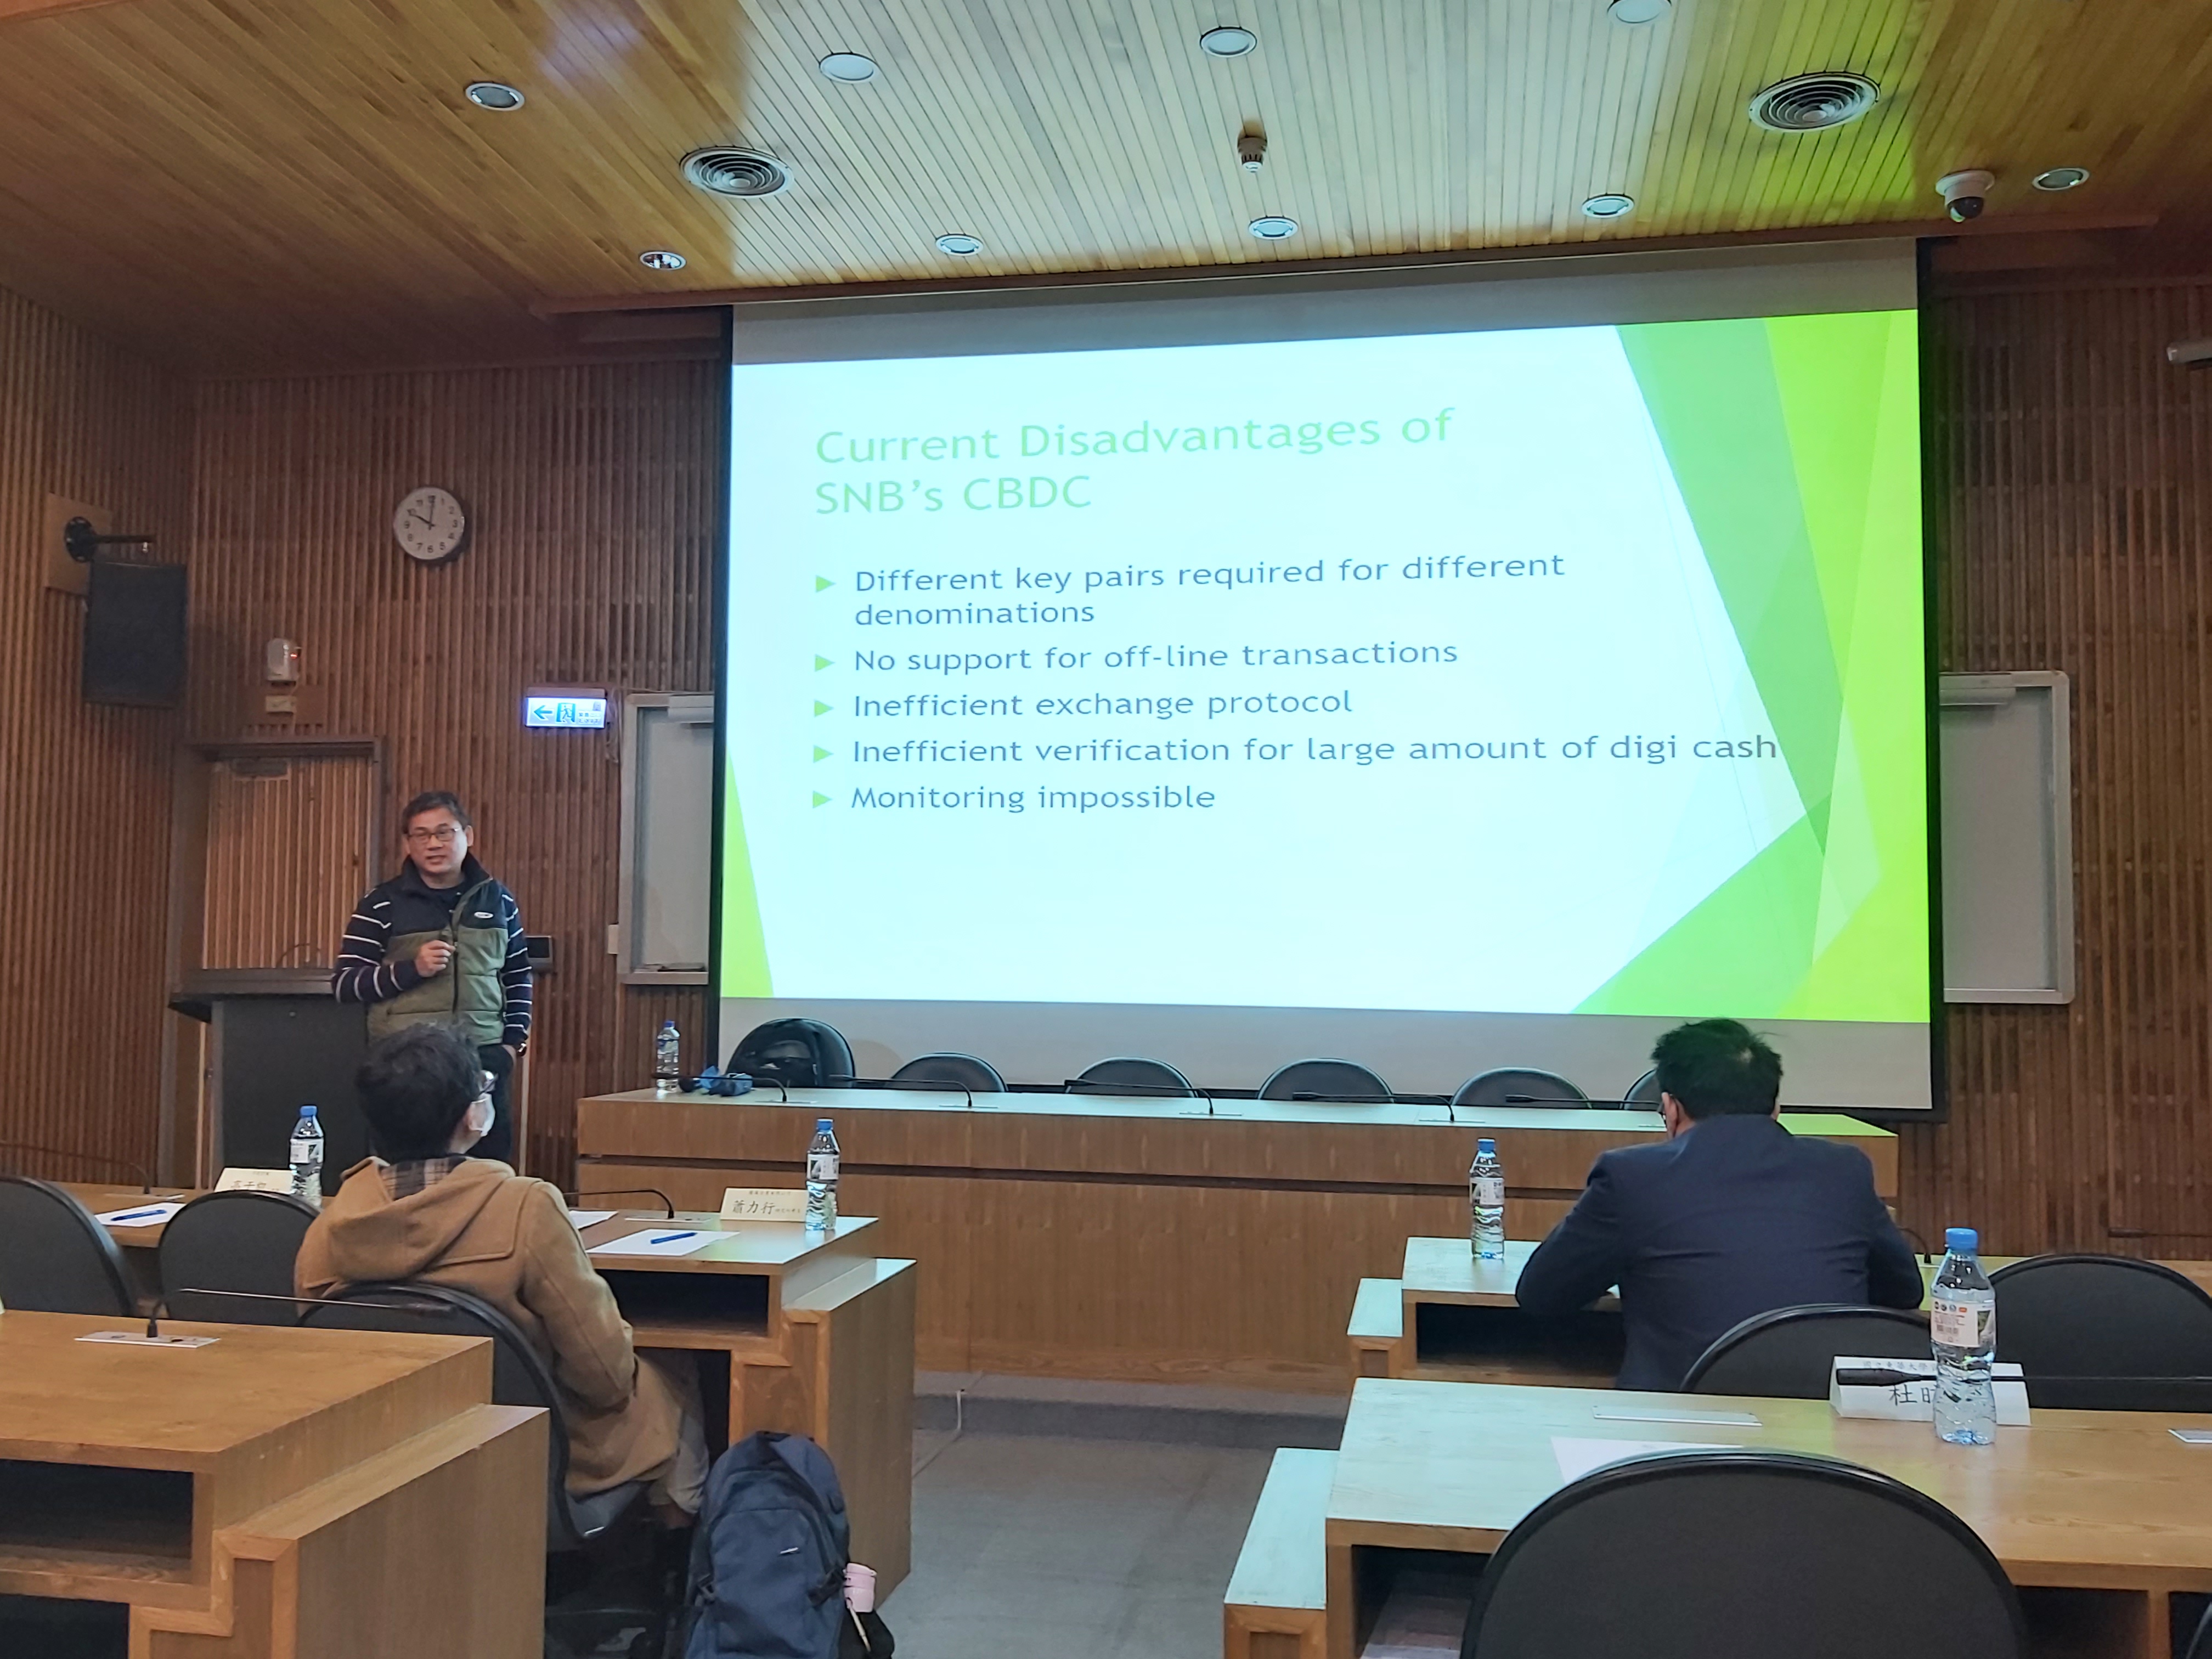 Current Disadvantages of
SNB's CBDC
Different key pairs required for different
denominations
No support for off-line transactions
Inefficient exchange protocol
Inefficient verification for large amount of digi cash
Monitoring impossible
力行
杜